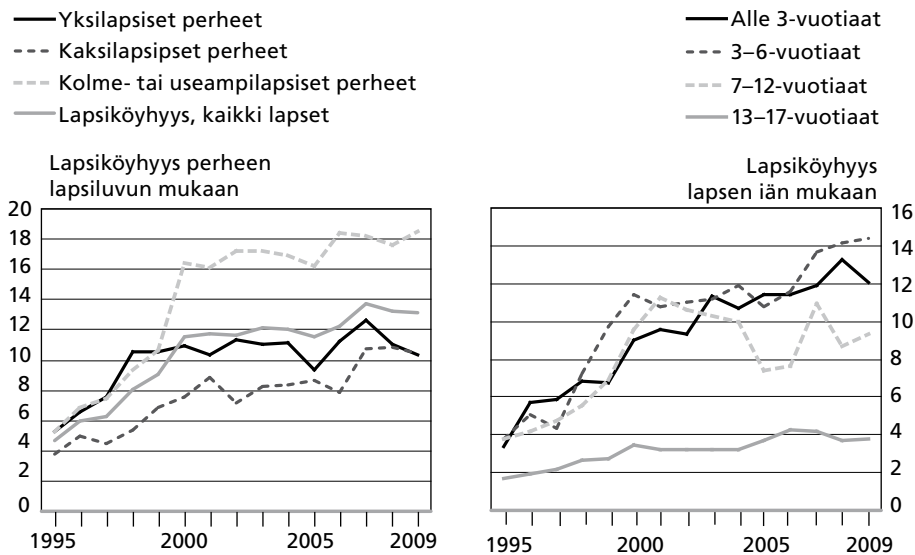 Yksilapsiset perheet
Kaksilapsipset perheet
Kolme- tai useampilapsiset perheet
Lapsiköyhyys, kaikki lapset
Lapsiköyhyys perheen
lapsiluvun mukaan
20
18
16
14
12
10
8
6
4
2
0
1995 2000 2005 2009
Alle 3-vuotiaat
3–6-vuotiaat
7–12-vuotiaat
13–17-vuotiaat
Lapsiköyhyys
lapsen iän mukaan
16
14
12
10
8
6
4
2
0
1995 2000 2005 2009